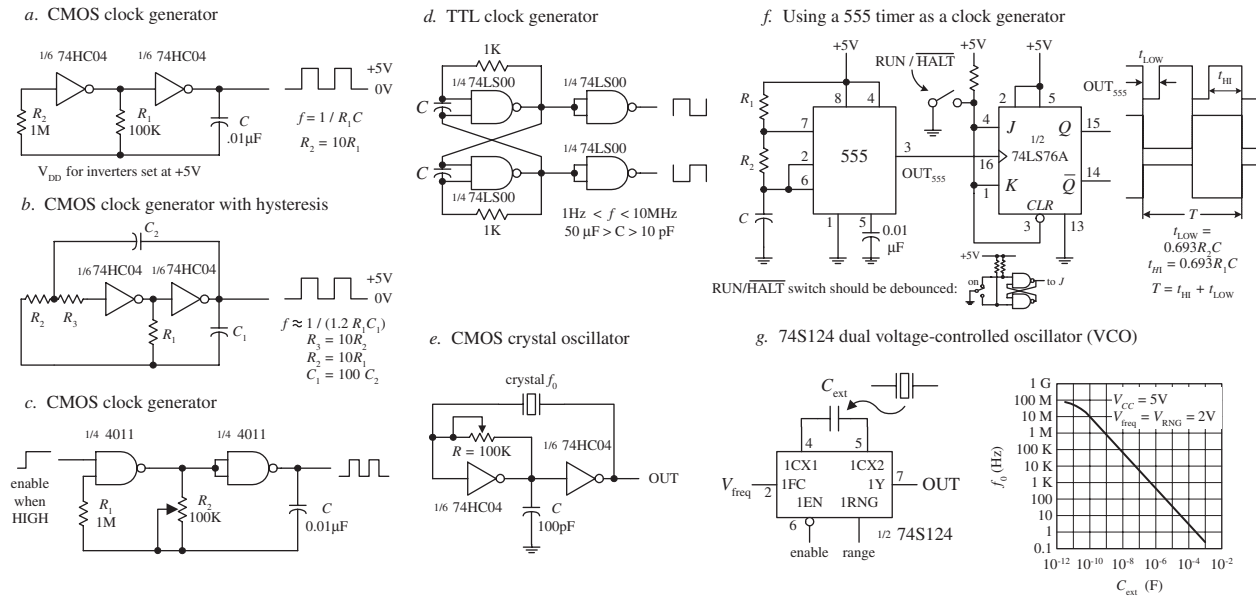 a. CMOS clock generator
1/6 74HC04
1/6 74HC04
R2
1M
R1
100K
C
.01µF
+5V
0V
f = 1 / R1C
R2 = 10R1
VDD for inverters set at +5V
b. CMOS clock generator with hysteresis
C2
1/6 74HC04
1/6 74HC04
R2
R3
R1
C1
+5V
0V
f ≈ 1 / (1.2 R1C1)
R3 = 10R2
R2 = 10R1
C1 = 100 C2
c. CMOS clock generator
1/4 4011
1/4 4011
enable
when
HIGH
R1
1M
R2
100K
C
0.01µF
d. TTL clock generator
1K
1/4 74LS00
1/4 74LS00
C
C
1/4 74LS00
1/4 74LS00
1K
1Hz < f < 10MHz
50 µF > C > 10 pF
e. CMOS crystal oscillator
crystal f0
R = 100K
1/6 74HC04
1/6 74HC04
C
100pF
OUT
f. Using a 555 timer as a clock generator
+5V
R1
R2
C
8
4
7
2
6
555
3
OUT555
1
5
0.01
µF
RUN / HALT
+5V
+5V
2
5
4
J
Q
15
1/2
74LS76A
16
K
1
Q
14
CLR
3
13
tLOW
OUT555
tHI
T
tLOW =
0.693R2C
tHI = 0.693R1C
T = tHI + tLOW
RUN/HALT switch should be debounced:
+5V
on
to J
g. 74S124 dual voltage-controlled oscillator (VCO)
Cext
4
5
1CX1
1CX2
Vfreq
2
1FC
1Y
7
OUT
1EN
1RNG
6
1/2 74S124
enable
range
VCC = 5V
Vfreq = VRNG = 2V
f0 (Hz)
1 G
100 M
10 M
1 M
100 K
10 K
1 K
100
10
1
0.1
10-12
10-10
10-8
10-6
10-4
10-2
Cext (F)